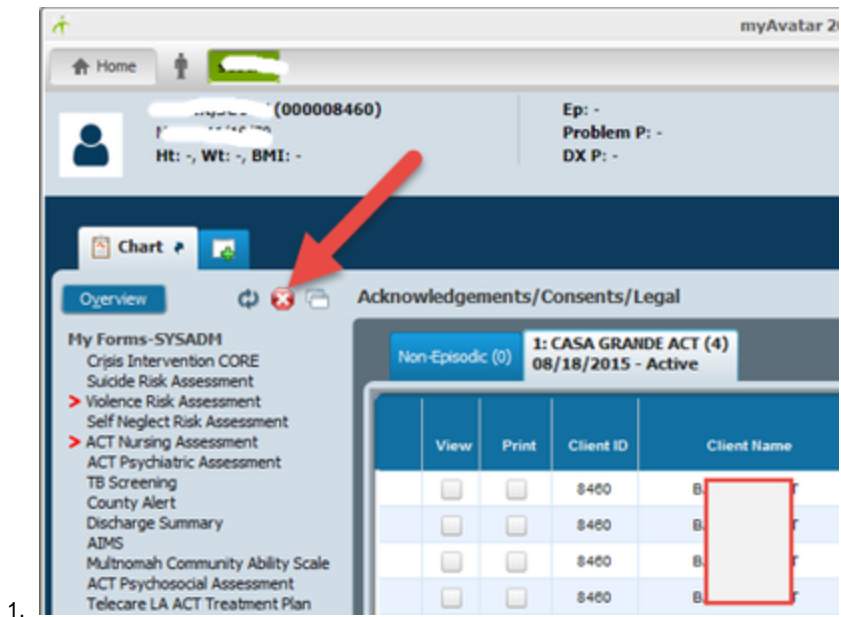 myAvatar 20
Home
(000008460)
Ht: -, Wt: -, BMI: -
Ep: -
Problem P: -
DX P: -
Chart
Overview
Acknowledgements/Consents/Legal
My Forms-SYSADM
Crisis Intervention CORE
Suicide Risk Assessment
> Violence Risk Assessment
Self Neglect Risk Assessment
> ACT Nursing Assessment
ACT Psychiatric Assessment
TB Screening
County Alert
Discharge Summary
AIMS
Multnomah Community Ability Scale
ACT Psychosocial Assessment
Telecare LA ACT Treatment Plan
Non-Episodic (0)
1: CASA GRANDE ACT (4)
08/18/2015 - Active
View Print Client ID Client Name
8460
8460
8460
8460
1.